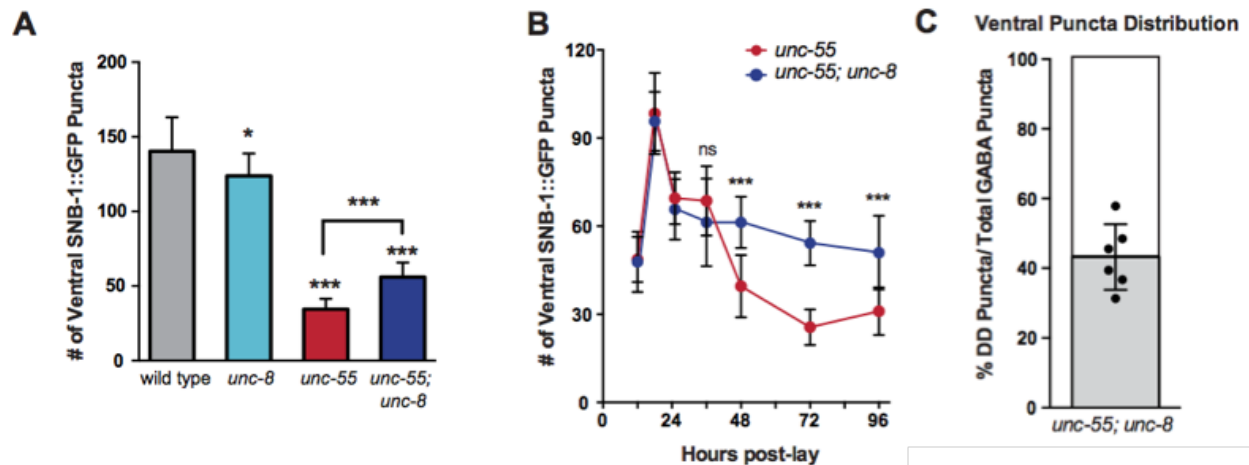 A
# of Ventral SNB-1::GFP Puncta
200
150
100
50
0
*
***
***
***
wild type
unc-8
unc-55
unc-55;
unc-8
B
# of Ventral SNB-1::GFP Puncta
120
90
60
30
0
unc-55
unc-55; unc-8
ns
***
***
***
0
24
48
72
96
Hours post-lay
C
Ventral Puncta Distribution
% DD Puncta/ Total GABA Puncta
100
80
60
40
20
0
unc-55; unc-8